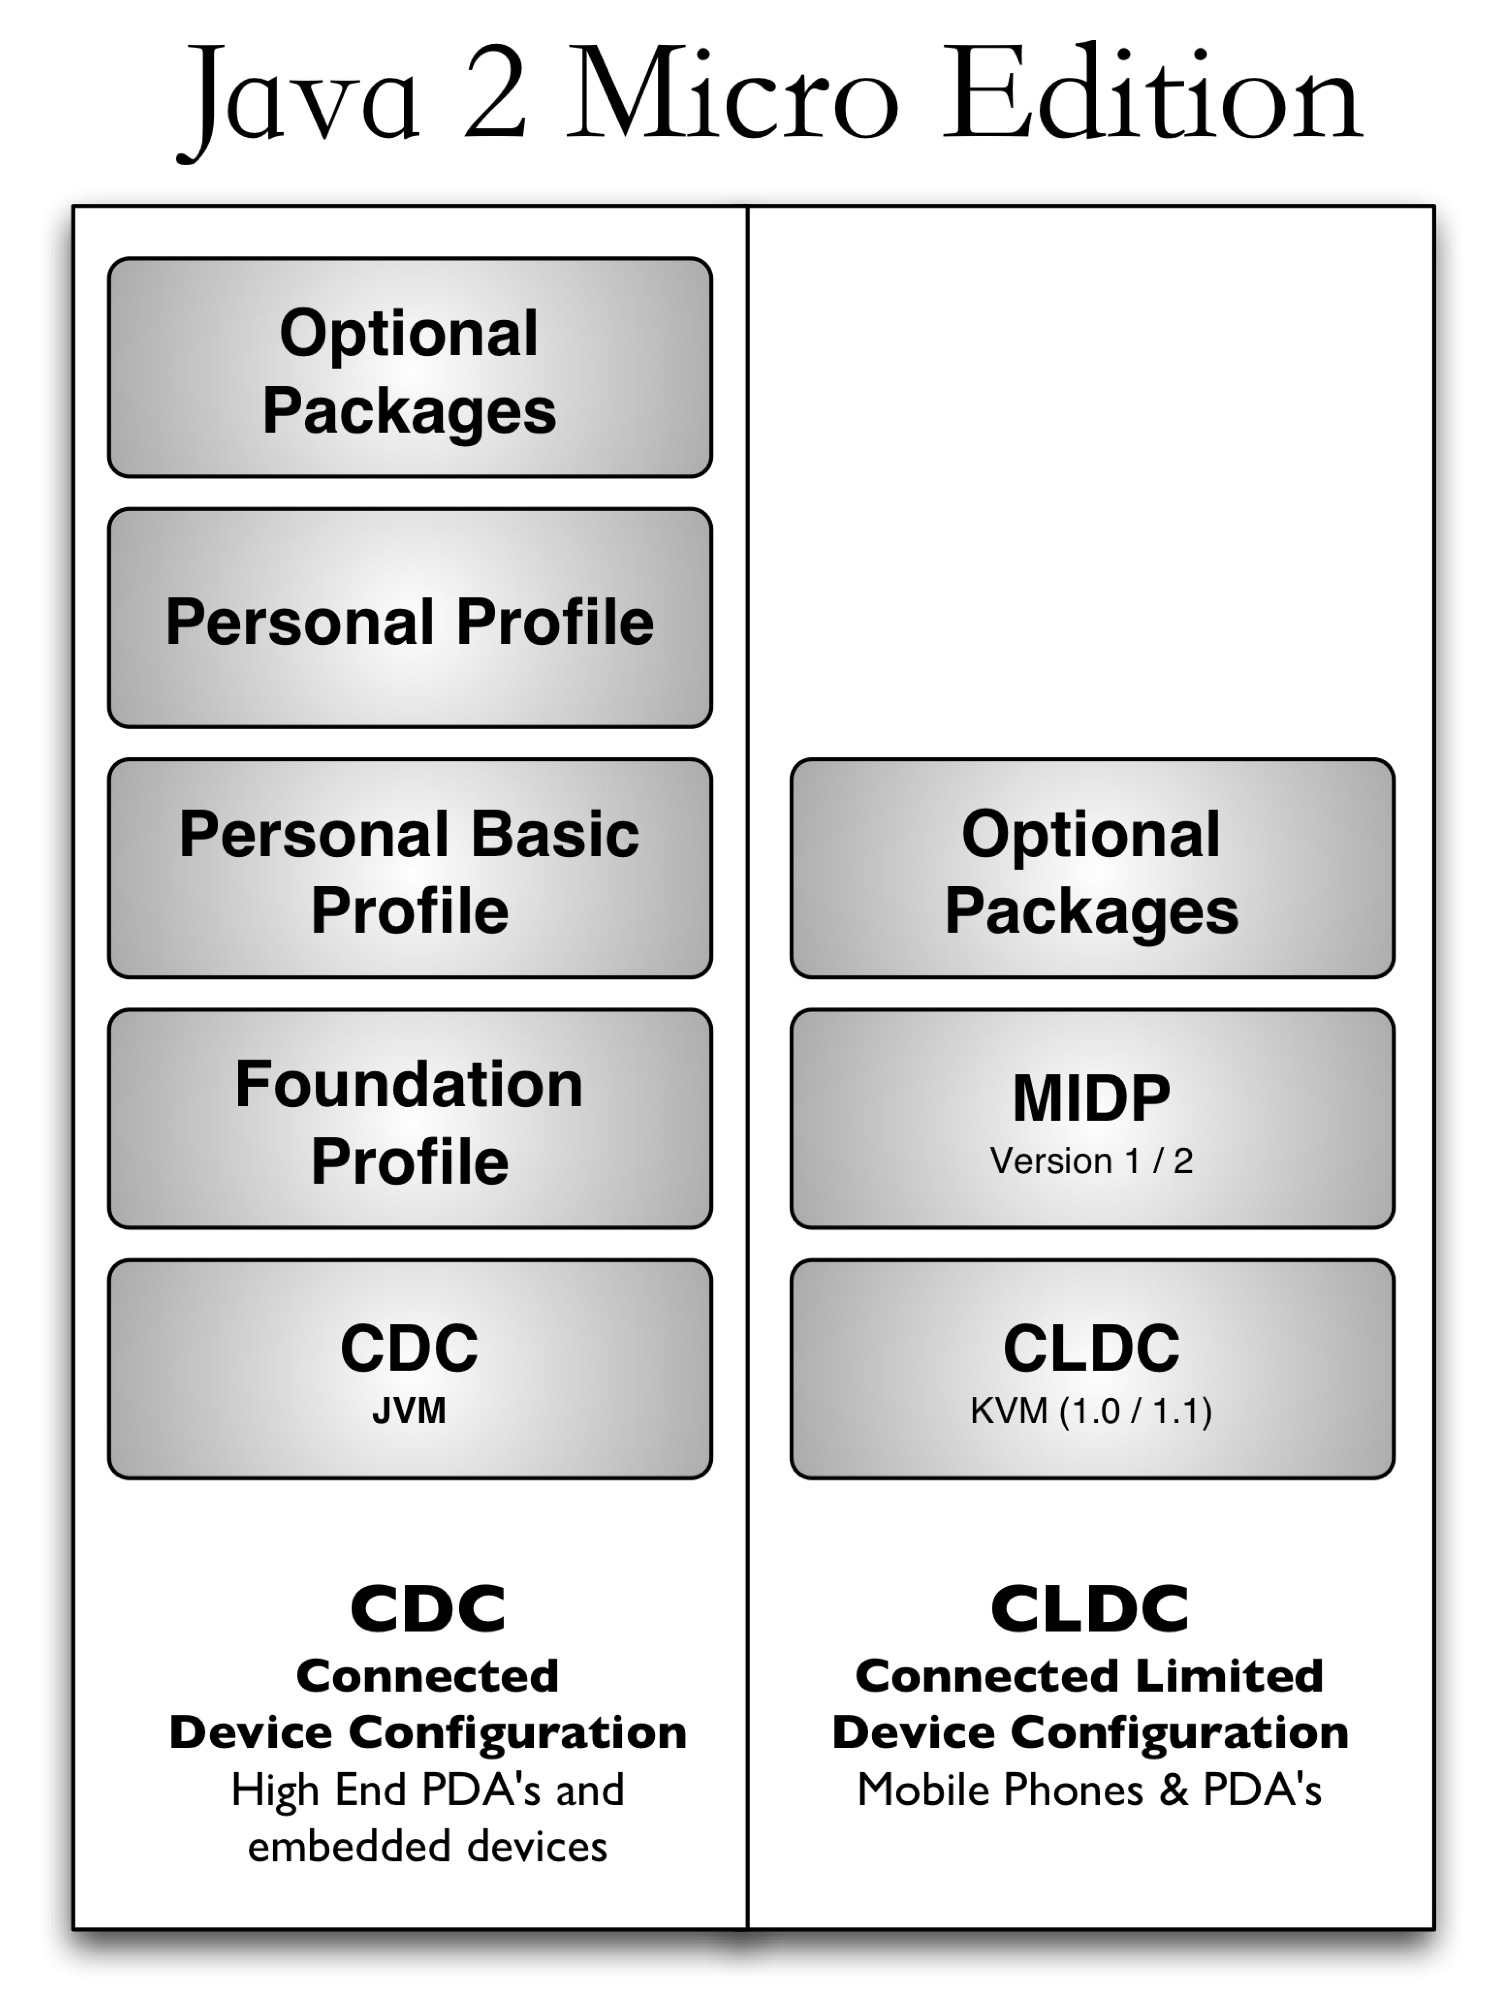 Java 2 Micro Edition
Optional
Packages
Personal Profile
Personal Basic
Profile
Foundation
Profile
CDC
JVM
CDC
Connected
Device Configuration
High End PDA's and
embedded devices
Optional
Packages
MIDP
Version 1 / 2
CLDC
KVM (1.0 / 1.1)
CLDC
Connected Limited
Device Configuration
Mobile Phones & PDA's